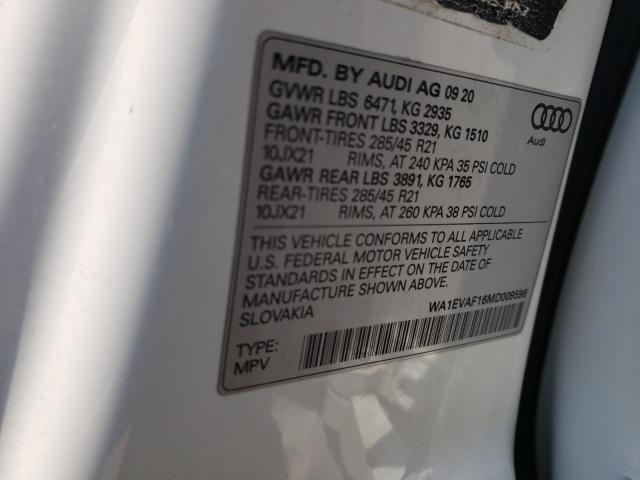 MFD. BY AUDI AG 09 20
GVWR LBS 6471, KG 2935
GAWR FRONT LBS 3329, KG 1510
FRONT-TIRES 285/45 R21
10JX21 RIMS, AT 240 KPA 35 PSI COLD
GAWR REAR LBS 3891, KG 1765
REAR-TIRES 285/45 R21
10JX21 RIMS, AT 260 KPA 38 PSI COLD
Audi
THIS VEHICLE CONFORMS TO ALL APPLICABLE
U.S. FEDERAL MOTOR VEHICLE SAFETY
STANDARDS IN EFFECT ON THE DATE OF
MANUFACTURE SHOWN ABOVE.
SLOVAKIA
WA1EVAF16MD009596
TYPE:
MPV